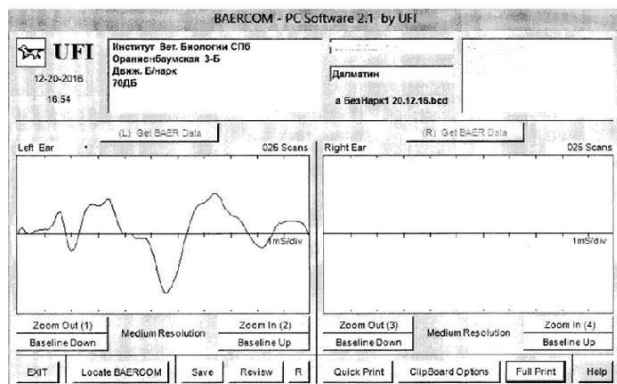 BAERCOM - PC Software 2.1 by UFI
UFI
12-20-2016
16:54
Институт Вет. Биологии СПб
Оранионбаумская 3-Б
Движ. Б/нарк
70ДБ
Далматин
а БезНарк1 20.12.16.bcd
(L) Get BAER Data
(R) Get BAER Data
Left Ear
026 Scans
Right Ear
026 Scans
1mS/div
1mS/div
Zoom Out (1)
Medium Resolution
Zoom In (2)
Baseline Down
Baseline Up
Zoom Out (3)
Medium Resolution
Zoom In (4)
Baseline Down
Baseline Up
EXIT
Locate BAERCOM
Save
Review
R
Quick Print
ClipBoard Options
Full Print
Help